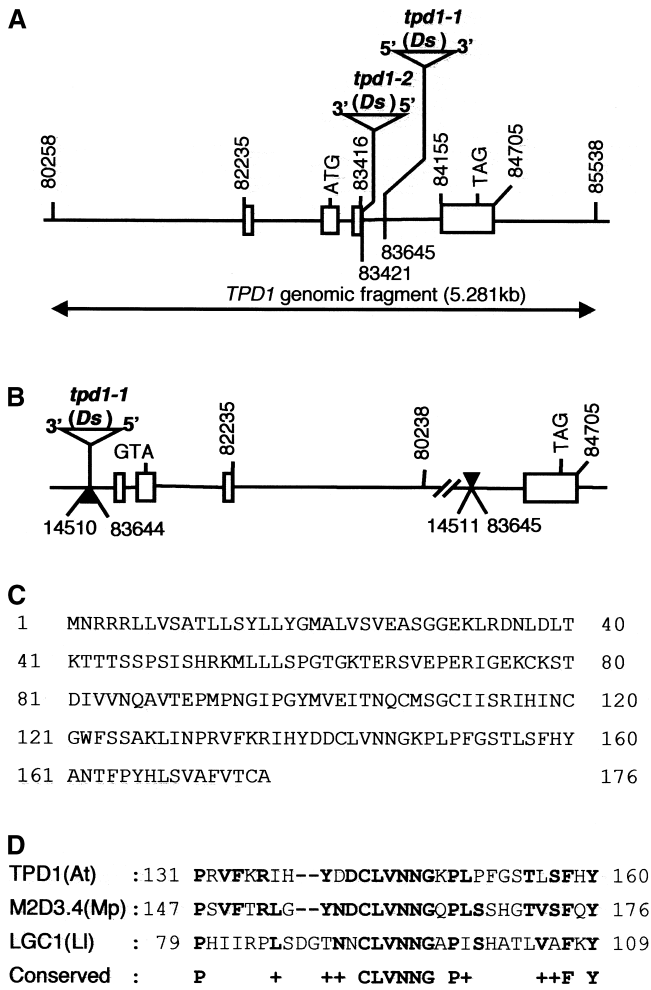 A
tpd1-1
5’ (Ds) 3’
tpd1-2
3’ (Ds) 5’
80258
82235
ATG
83416
84155
TAG
84705
85538
83645
83421
TPD1 genomic fragment (5.281kb)
B
tpd1-1
3’ (Ds) 5’
GTA
82235
80238
TAG
84705
14510 83644
14511 83645
C
1 MNRRRLLVSATLLSYLLYGMALVSVEASGGEKLRDNLDLT 40
41 KTTTSSPSISHRKMLLLSPGTGKTERSVEPERIGEKCKST 80
81 DIVVNQAVTEPMPNGIPGYMVEITNQCMSGCIISRIHINC 120
121 GWFSSAKLINPRVFKRIHYDDCLVNNGKPLPFGSTLSFHY 160
161 ANTFPYHLSVAFVTCA 176
D
TPD1(At) :131 PRVFKRIH--YDDCLVNNGKPLPFGSTLSFHY 160
M2D3.4(Mp) :147 PSVFTRLG--YNDCLVNNGQPLSSHGTVSFQY 176
LGC1(Ll) : 79 PHIIRPLSDGTNNCLVNNGAPISHATLVAFKY 109
Conserved : P + ++ CLVNNG P+ ++F Y